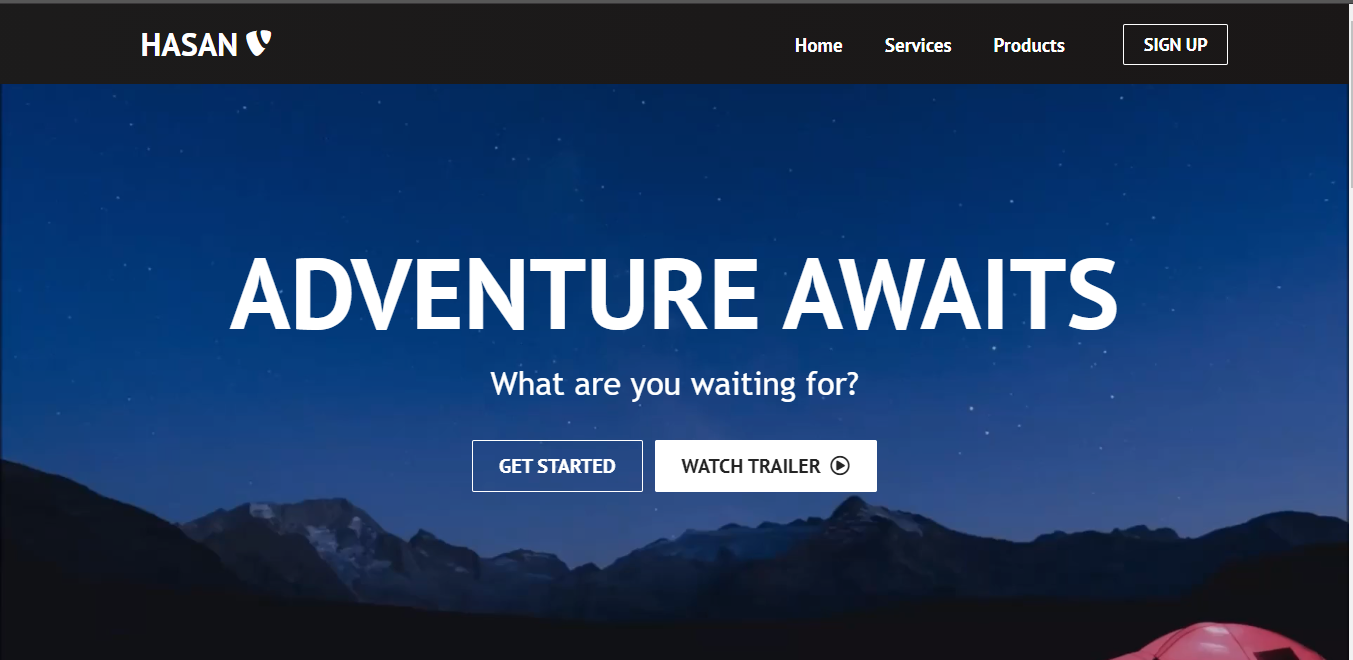 HASAN
Home Services Products SIGN UP
ADVENTURE AWAITS
What are you waiting for?
GET STARTED WATCH TRAILER